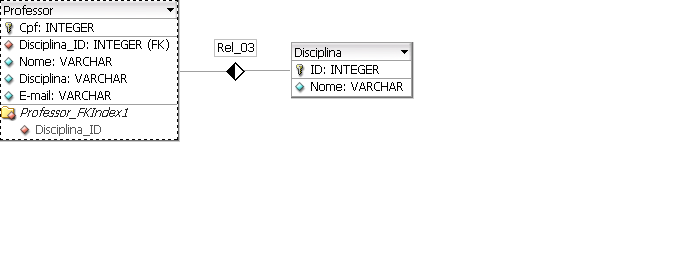 Professor
Cpf: INTEGER
Disciplina_ID: INTEGER (FK)
Nome: VARCHAR
Disciplina: VARCHAR
E-mail: VARCHAR
Professor_FKIndex1
Disciplina_ID
Rel_03
Disciplina
ID: INTEGER
Nome: VARCHAR